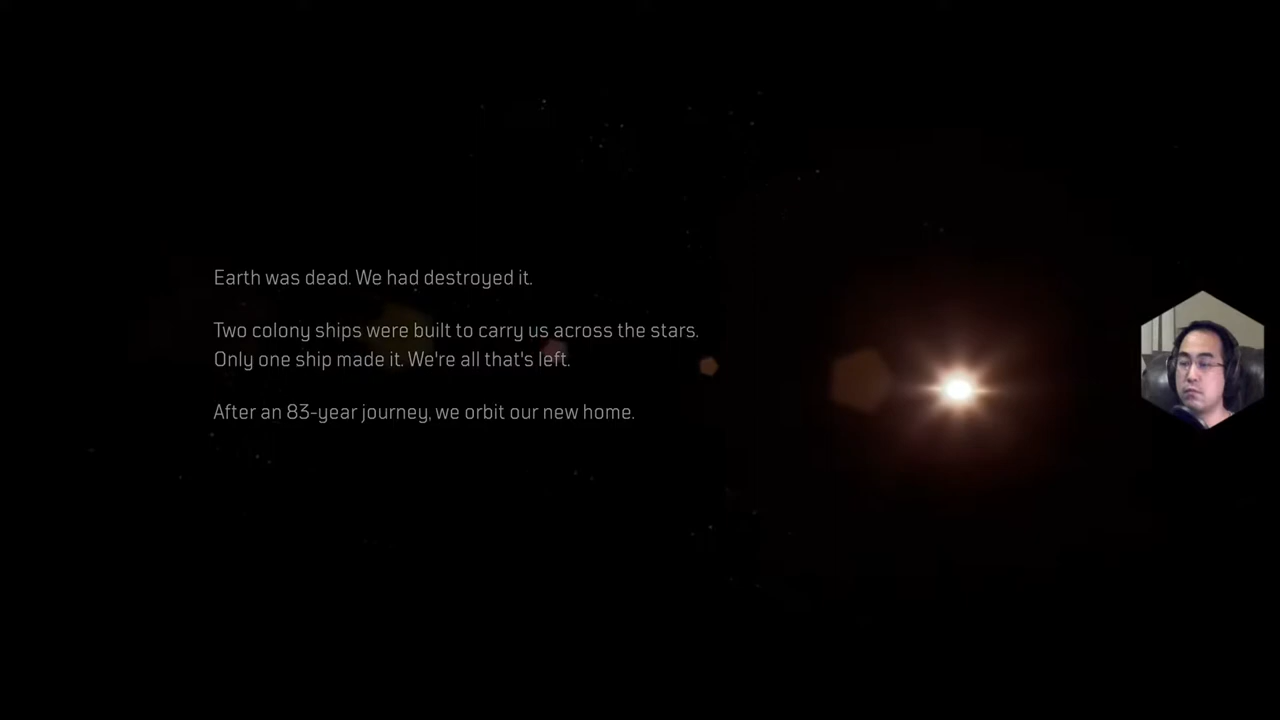 Earth was dead. We had destroyed it.
Two colony ships were built to carry us across the stars.
Only one ship made it. We're all that's left.
After an 83-year journey, we orbit our new home.